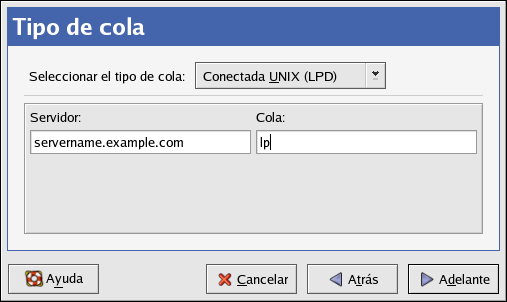 Tipo de cola
Seleccionar el tipo de cola: Conectada UNIX (LPD)
Servidor: Cola:
servername.example.com lp
Ayuda Cancelar Atrás Adelante